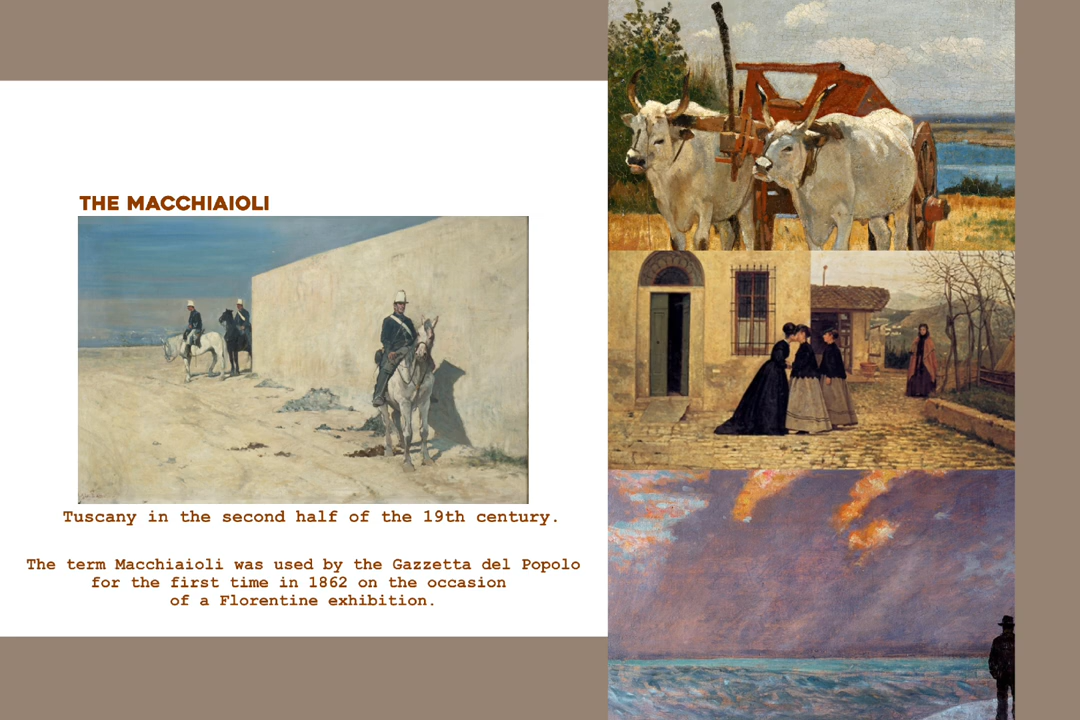 THE MACCHIAIOLI
Tuscany in the second half of the 19th century.
The term Macchiaioli was used by the Gazzetta del Popolo
for the first time in 1862 on the occasion
of a Florentine exhibition.